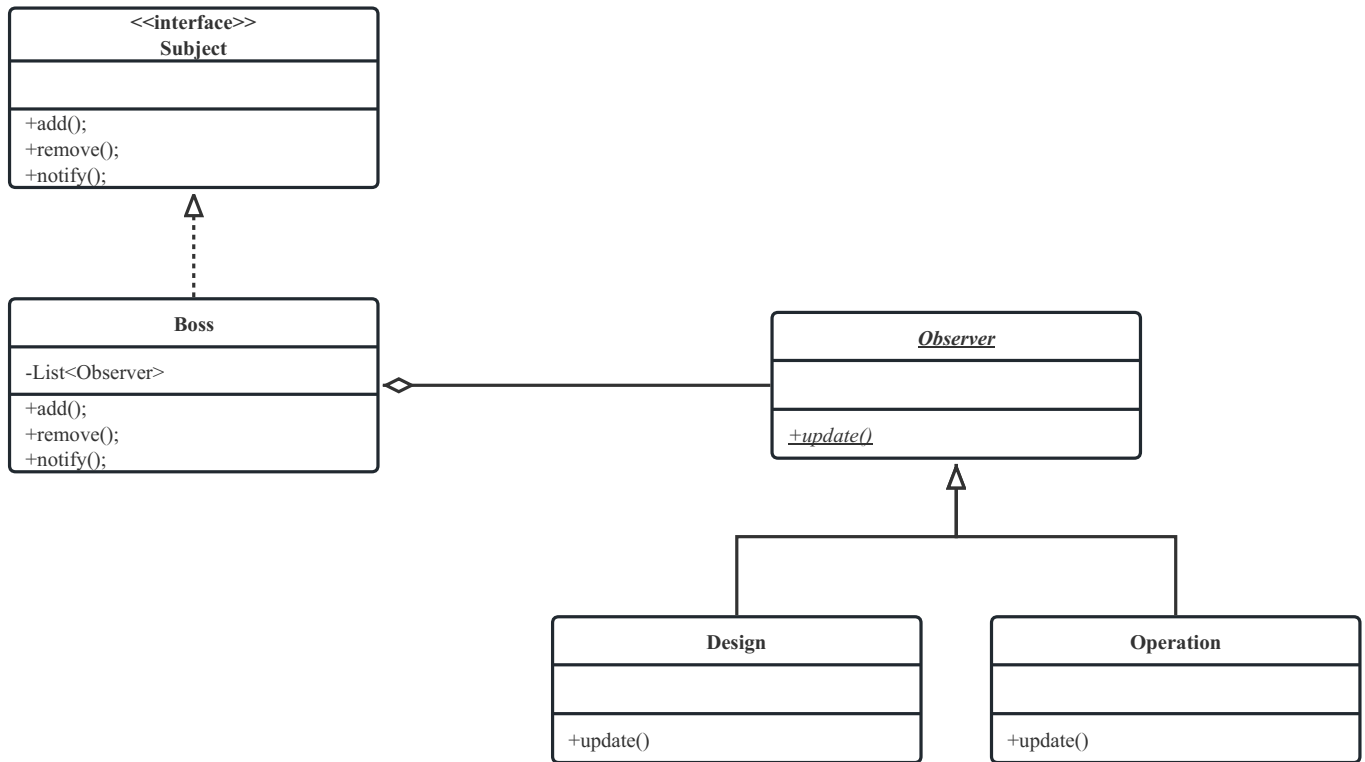 <<interface>>
Subject
+add();
+remove();
+notify();
Boss
-List<Observer>
+add();
+remove();
+notify();
Observer
+update()
Design
+update()
Operation
+update()